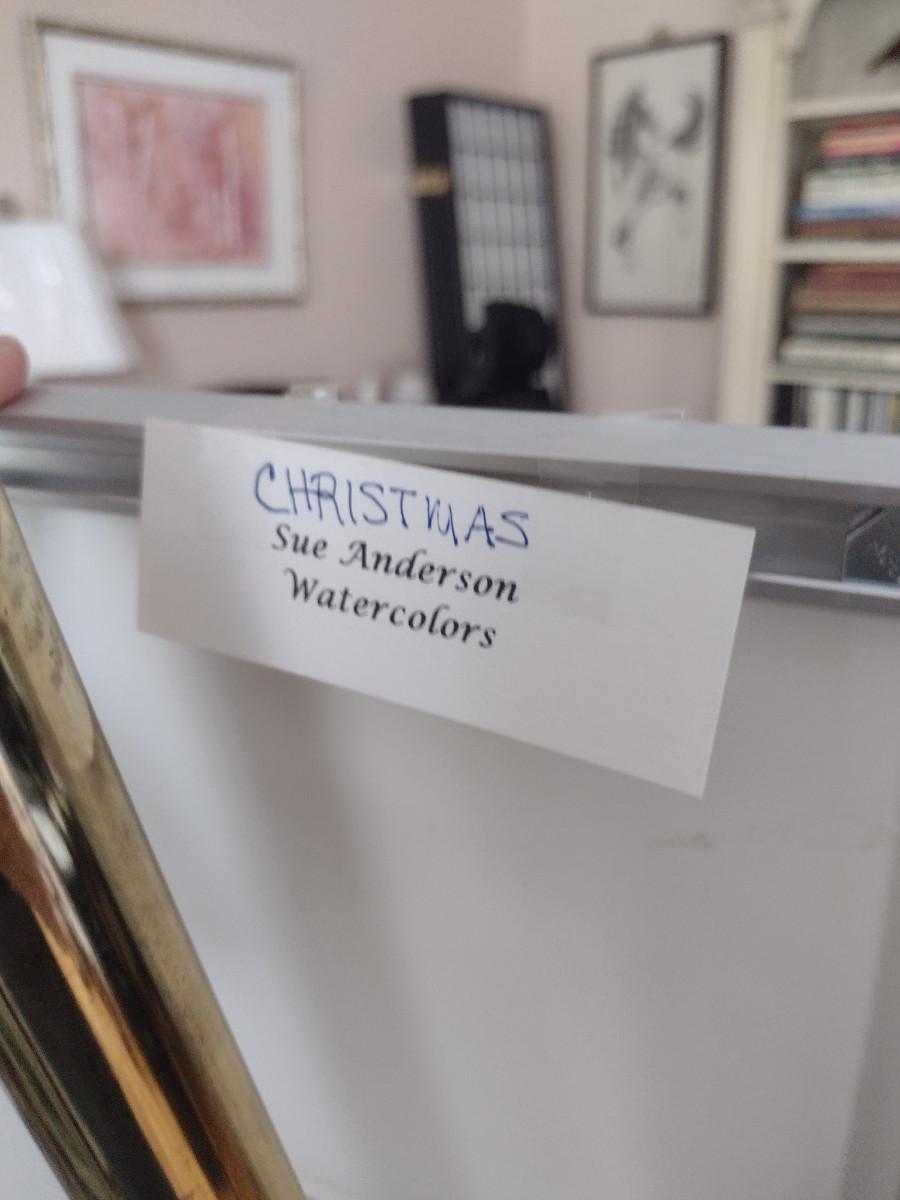 CHRISTMAS
Sue Anderson
Watercolors